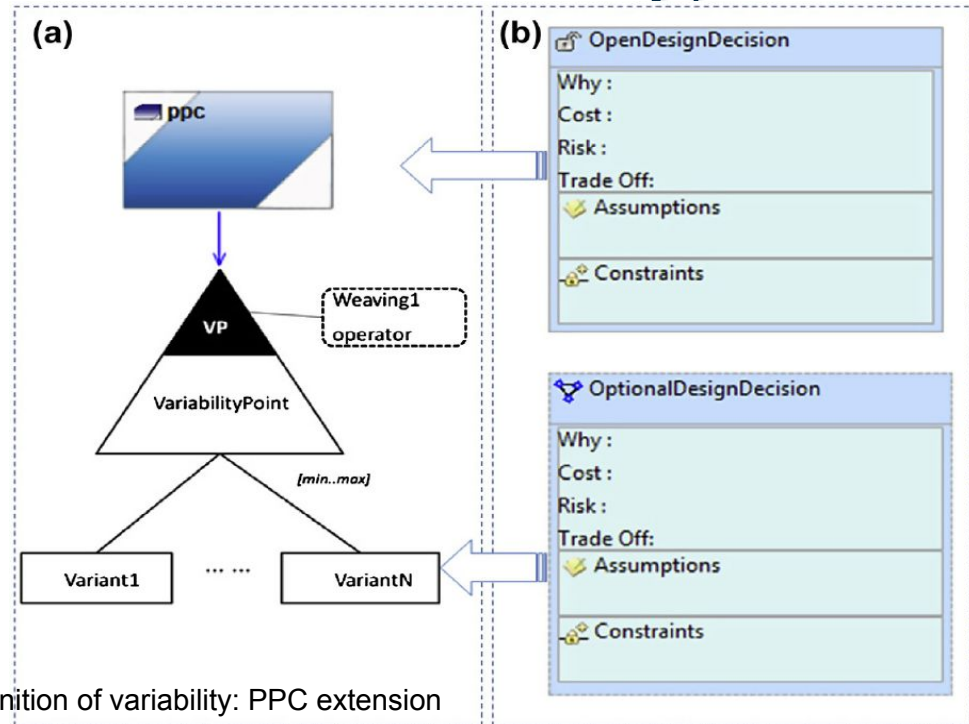 (a)
ppc
VP
Weaving1
operator
VariabilityPoint
[min..max]
Variant1
... ...
VariantN
(b)
OpenDesignDecision
Why :
Cost :
Risk :
Trade Off:
Assumptions
Constraints
OptionalDesignDecision
Why :
Cost :
Risk :
Trade Off:
Assumptions
Constraints
nition of variability: PPC extension